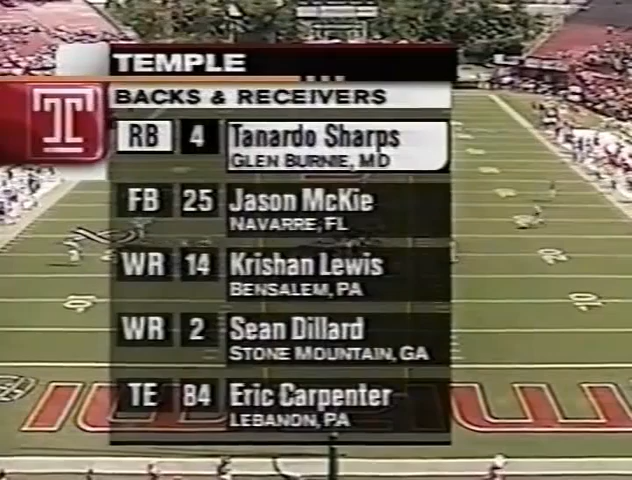 TEMPLE
BACKS & RECEIVERS
RB 4 Tanardo Sharps
GLEN BURNIE, MD
FB 25 Jason McKie
NAVARRE, FL
WR 14 Krishan Lewis
BENSALEM, PA
WR 2 Sean Dillard
STONE MOUNTAIN, GA
TE 84 Eric Carpenter
LEBANON, PA
T